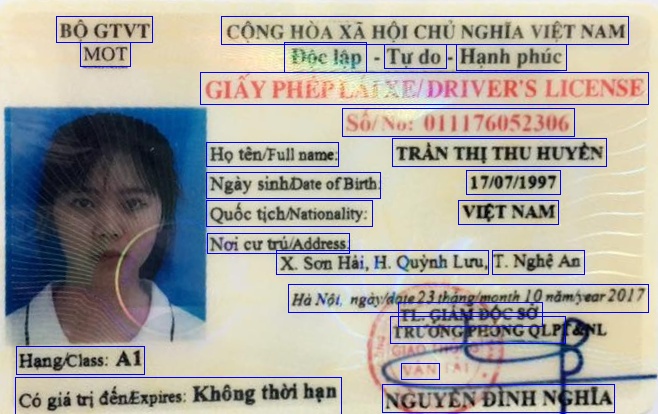 BỘ GTVT
MOT
CỘNG HÒA XÃ HỘI CHỦ NGHĨA VIỆT NAM
Độc lập - Tự do - Hạnh phúc
GIẤY PHÉP LÁI XE/ DRIVER'S LICENSE
Số/ No: 011176052306
Họ tên/Full name: TRẦN THỊ THU HUYỀN
Ngày sinh/Date of Birth: 17/07/1997
Quốc tịch/Nationality: VIỆT NAM
Nơi cư trú/Address:
X. Sơn Hải, H. Quỳnh Lưu, T. Nghệ An
Hà Nội, ngày/date 23 tháng/month 10 năm/year 2017
TL. GIÁM ĐỐC SỞ
TRƯỞNG PHÒNG QLPT&NL
GIAO THÔNG
VẬN TẢI
Hạng/Class: A1
Có giá trị đến/Expires: Không thời hạn
NGUYỄN ĐÌNH NGHĨA